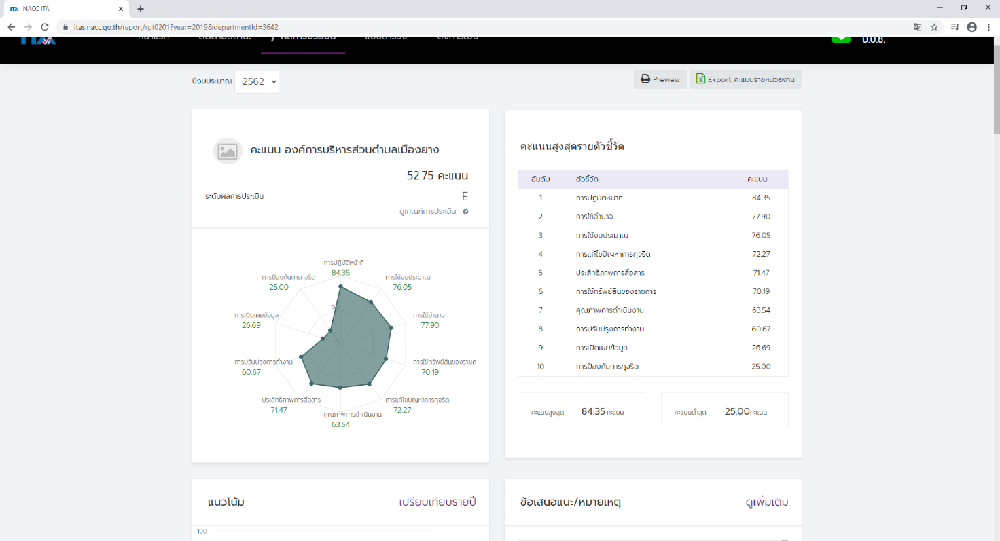 NACC ITA
itas.nacc.go.th/report/rpt0201?year=2019&departmentId=3642
ITA
หน้าแรก ติดตามสถานะ ผลการประเมิน แบบสำรวจ
ป.ป.ช.
ปีงบประมาณ 2562
Preview Export คะแนนรายหน่วยงาน
คะแนน องค์การบริหารส่วนตำบลเมืองยาง
52.75 คะแนน
ระดับผลการประเมิน E
ดูเกณฑ์การประเมิน
การปฏิบัติหน้าที่
84.35
การใช้งบประมาณ
76.05
การใช้อำนาจ
77.90
การใช้ทรัพย์สินของราชก
70.19
การแก้ไขปัญหาการทุจริต
72.27
คุณภาพการดำเนินงาน
63.54
ประสิทธิภาพการสื่อสาร
71.47
การปรับปรุงการทำงาน
60.67
การเปิดเผยข้อมูล
26.69
การป้องกันการทุจริต
25.00
50
0
คะแนนสูงสุดรายตัวชี้วัด
อันดับ ตัวชี้วัด คะแนน
1 การปฏิบัติหน้าที่ 84.35
2 การใช้อำนาจ 77.90
3 การใช้งบประมาณ 76.05
4 การแก้ไขปัญหาการทุจริต 72.27
5 ประสิทธิภาพการสื่อสาร 71.47
6 การใช้ทรัพย์สินของราชการ 70.19
7 คุณภาพการดำเนินงาน 63.54
8 การปรับปรุงการทำงาน 60.67
9 การเปิดเผยข้อมูล 26.69
10 การป้องกันการทุจริต 25.00
คะแนนสูงสุด 84.35 คะแนน
คะแนนต่ำสุด 25.00คะแนน
แนวโน้ม เปรียบเทียบรายปี
100
ข้อเสนอแนะ/หมายเหตุ ดูเพิ่มเติม